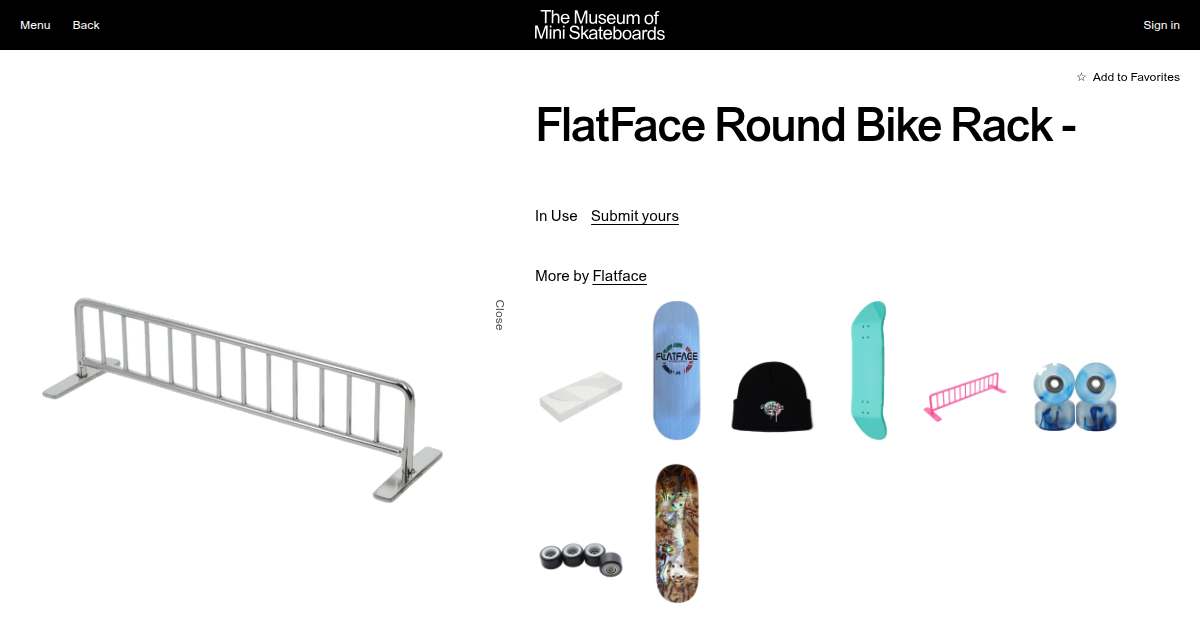 Menu
Back
The Museum of
Mini Skateboards
Sign in
☆ Add to Favorites
FlatFace Round Bike Rack -
In Use
Submit yours
More by Flatface
Close
FLATFACE